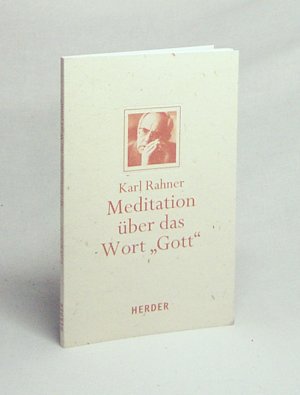 Karl Rahner
Meditation
über das
Wort „Gott“
HERDER